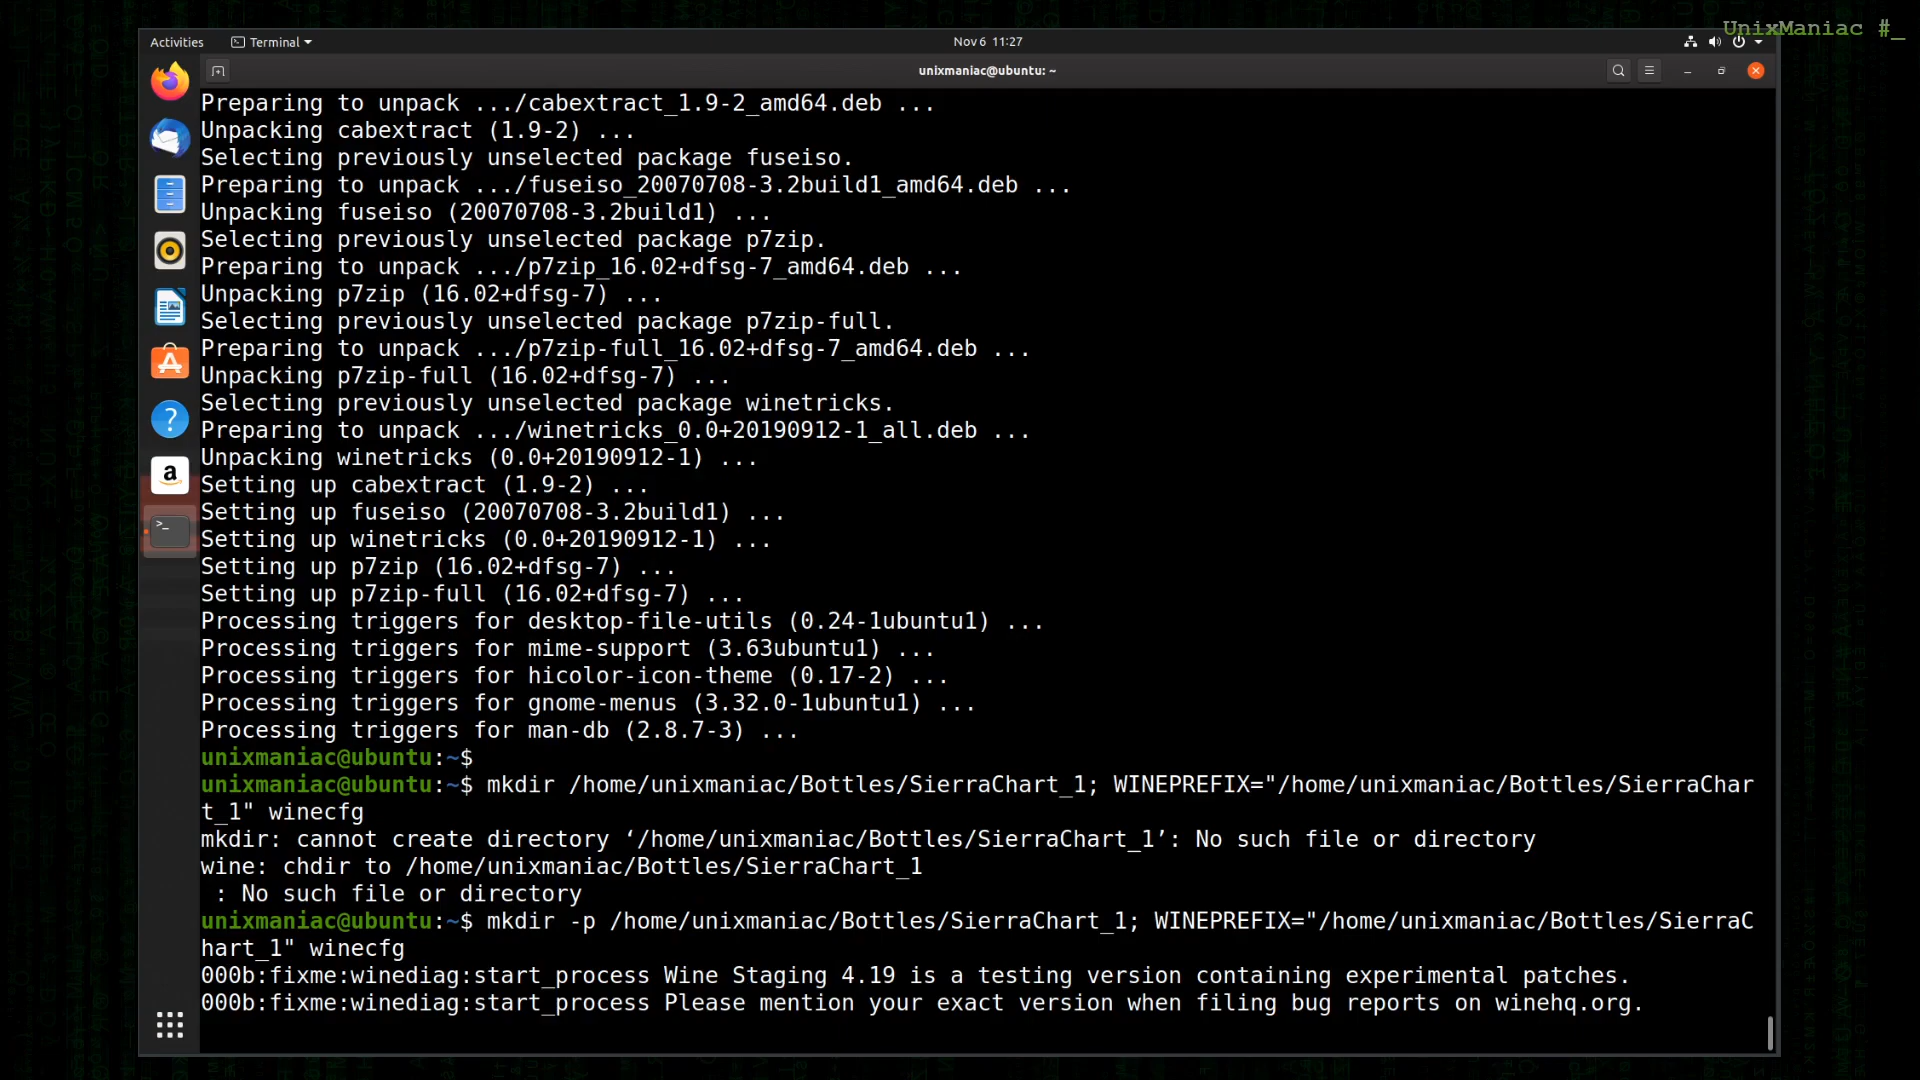 UnixManiac #_
Activities Terminal Nov 6 11:27
unixmaniac@ubuntu: ~
Preparing to unpack .../cabextract_1.9-2_amd64.deb ...
Unpacking cabextract (1.9-2) ...
Selecting previously unselected package fuseiso.
Preparing to unpack .../fuseiso_20070708-3.2build1_amd64.deb ...
Unpacking fuseiso (20070708-3.2build1) ...
Selecting previously unselected package p7zip.
Preparing to unpack .../p7zip_16.02+dfsg-7_amd64.deb ...
Unpacking p7zip (16.02+dfsg-7) ...
Selecting previously unselected package p7zip-full.
Preparing to unpack .../p7zip-full_16.02+dfsg-7_amd64.deb ...
Unpacking p7zip-full (16.02+dfsg-7) ...
Selecting previously unselected package winetricks.
Preparing to unpack .../winetricks_0.0+20190912-1_all.deb ...
Unpacking winetricks (0.0+20190912-1) ...
Setting up cabextract (1.9-2) ...
Setting up fuseiso (20070708-3.2build1) ...
Setting up winetricks (0.0+20190912-1) ...
Setting up p7zip (16.02+dfsg-7) ...
Setting up p7zip-full (16.02+dfsg-7) ...
Processing triggers for desktop-file-utils (0.24-1ubuntu1) ...
Processing triggers for mime-support (3.63ubuntu1) ...
Processing triggers for hicolor-icon-theme (0.17-2) ...
Processing triggers for gnome-menus (3.32.0-1ubuntu1) ...
Processing triggers for man-db (2.8.7-3) ...
unixmaniac@ubuntu:~$
unixmaniac@ubuntu:~$ mkdir /home/unixmaniac/Bottles/SierraChart_1; WINEPREFIX="/home/unixmaniac/Bottles/SierraChar
t_1" winecfg
mkdir: cannot create directory ‘/home/unixmaniac/Bottles/SierraChart_1’: No such file or directory
wine: chdir to /home/unixmaniac/Bottles/SierraChart_1
 : No such file or directory
unixmaniac@ubuntu:~$ mkdir -p /home/unixmaniac/Bottles/SierraChart_1; WINEPREFIX="/home/unixmaniac/Bottles/SierraC
hart_1" winecfg
000b:fixme:winediag:start_process Wine Staging 4.19 is a testing version containing experimental patches.
000b:fixme:winediag:start_process Please mention your exact version when filing bug reports on winehq.org.